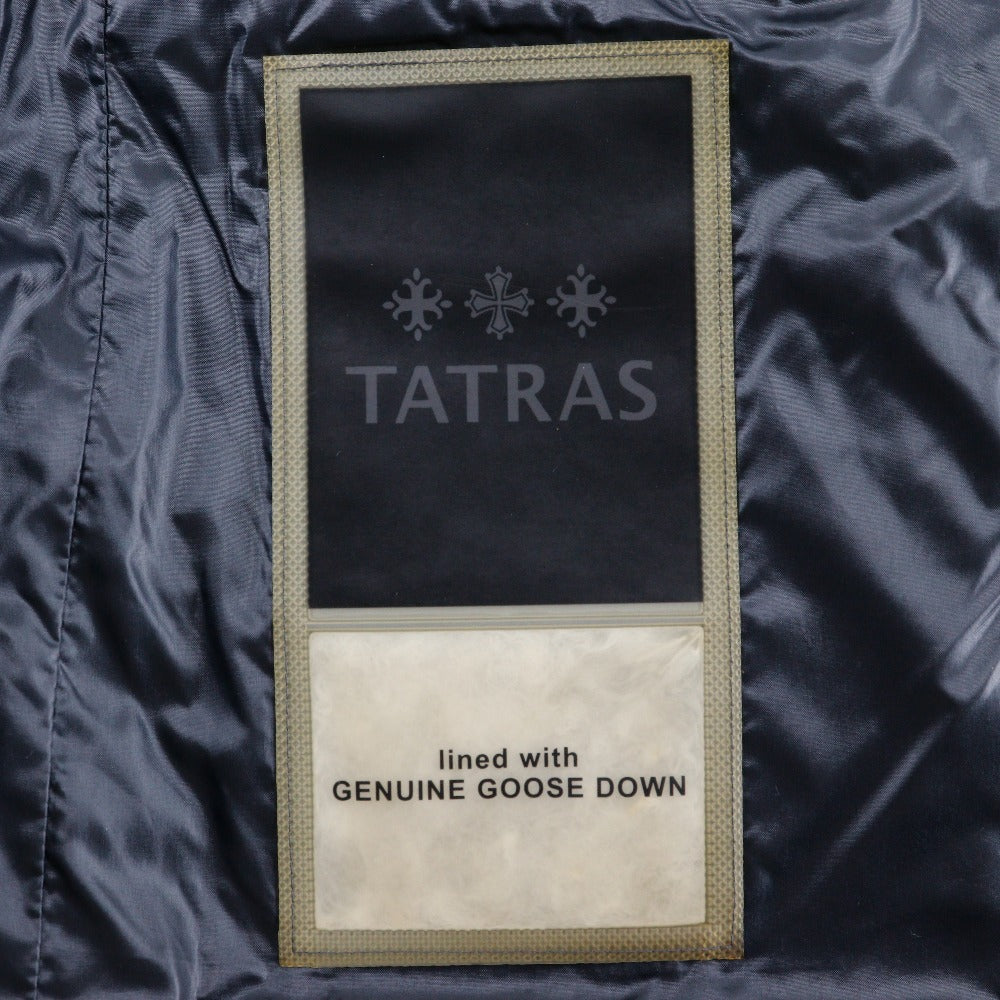 TATRAS
lined with
GENUINE GOOSE DOWN